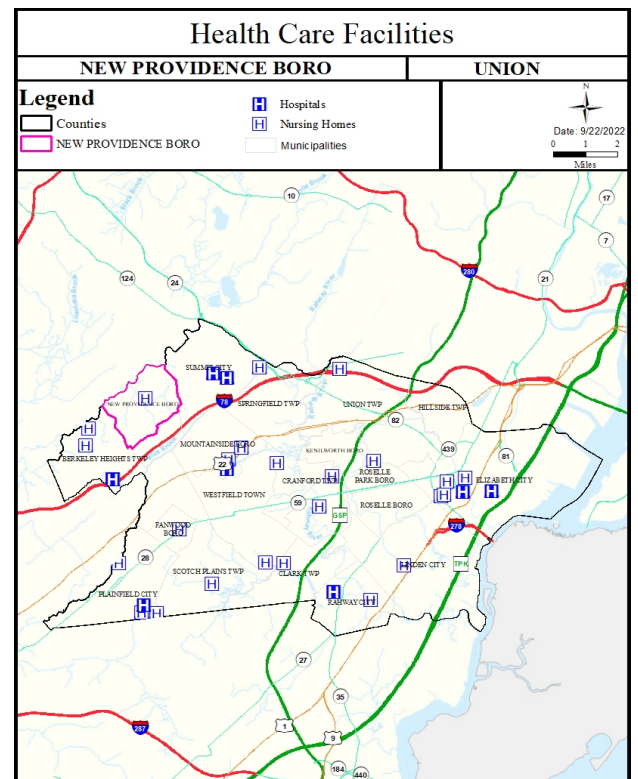 Health Care Facilities
NEW PROVIDENCE BORO
UNION
Legend
Counties
NEW PROVIDENCE BORO
H Hospitals
H Nursing Homes
Municipalities
N
Date: 9/22/2022
0 1 2
Miles
10
17
7
280
21
124
24
SUMMIT CITY
NEW PROVIDENCE BORO
78
SPRINGFIELD TWP
UNION TWP
HILLSIDE TWP
82
MOUNTAINSIDE BORO
KENILWORTH BORO
439
81
BERKELEY HEIGHTS TWP
22
CRANFORD TWP
ROSELLE
PARK BORO
ELIZABETH CITY
WESTFIELD TOWN
59
ROSELLE BORO
GSP
278
FANWOOD
BORO
28
SCOTCH PLAINS TWP
CLARK TWP
LINDEN CITY
TPK
PLAINFIELD CITY
RAHWAY CITY
27
35
287
1
9
184
440